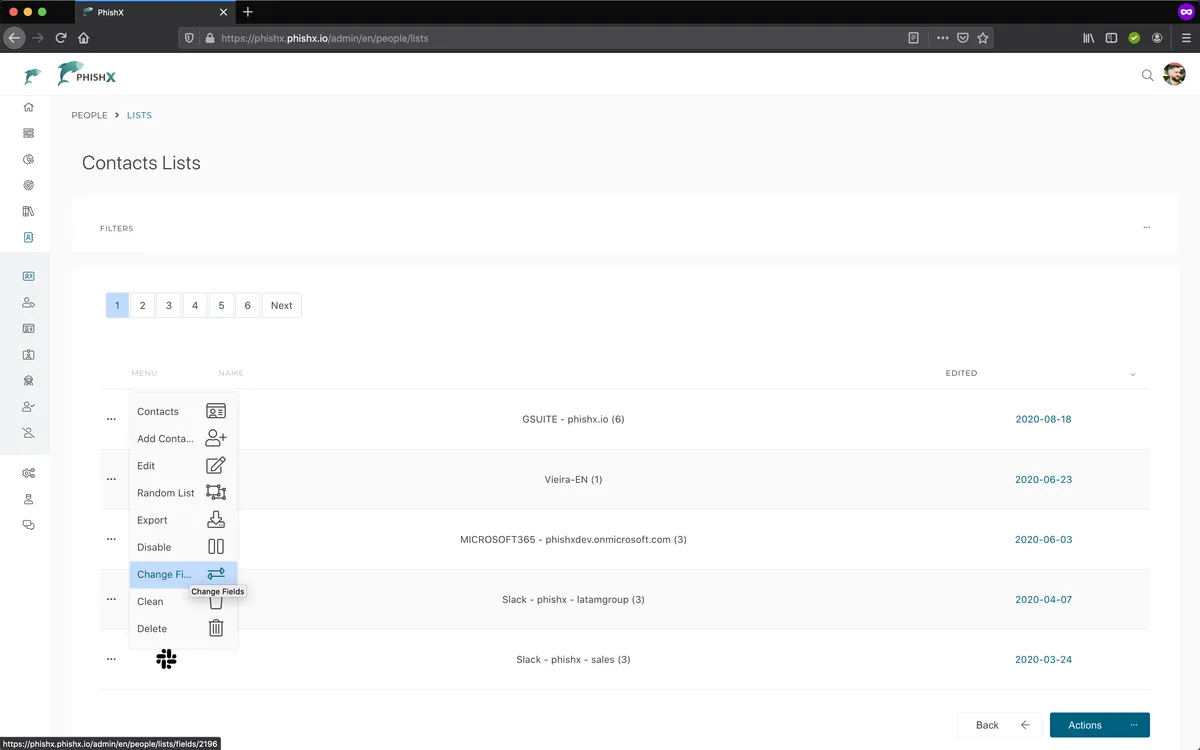 PhishX
https://phishx.phishx.io/admin/en/people/lists
PHISHX
PEOPLE > LISTS
Contacts Lists
FILTERS
1 2 3 4 5 6 Next
MENU NAME EDITED
GSUITE - phishx.io (6) 2020-08-18
Vieira-EN (1) 2020-06-23
MICROSOFT365 - phishxdev.onmicrosoft.com (3) 2020-06-03
Slack - phishx - latamgroup (3) 2020-04-07
Slack - phishx - sales (3) 2020-03-24
Contacts
Add Conta...
Edit
Random List
Export
Disable
Change Fi...
Change Fields
Clean
Delete
Back Actions
https://phishx.phishx.io/admin/en/people/lists/fields/2196